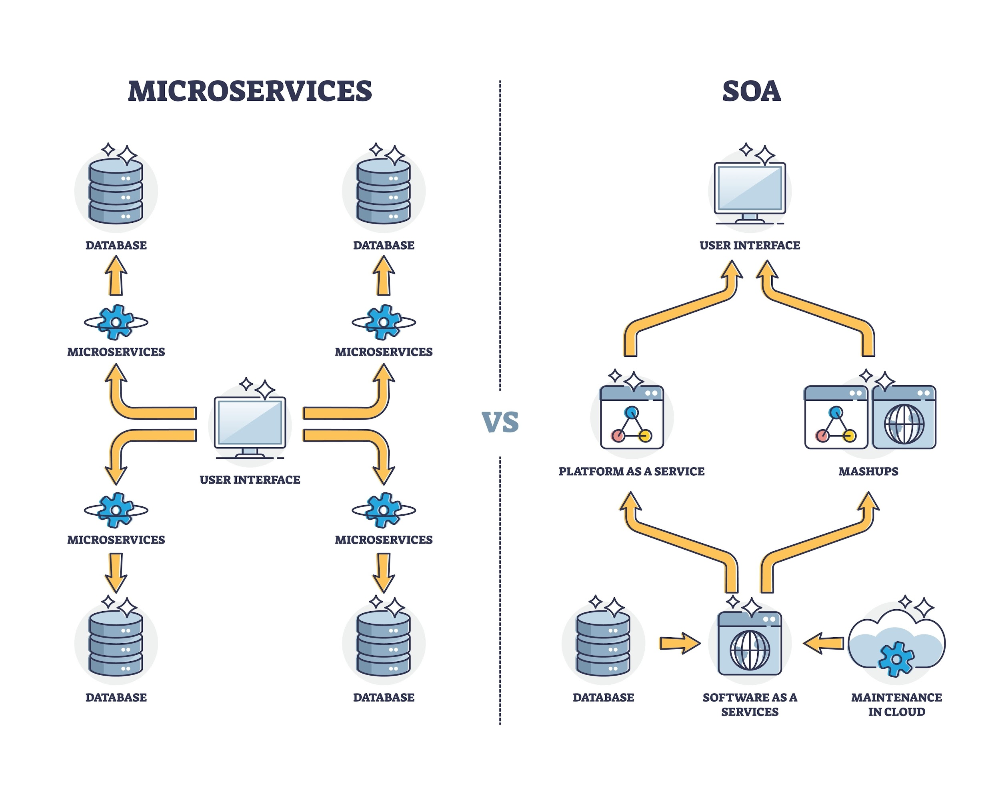 MICROSERVICES
DATABASE
DATABASE
MICROSERVICES
MICROSERVICES
USER INTERFACE
MICROSERVICES
MICROSERVICES
DATABASE
DATABASE
VS
SOA
USER INTERFACE
PLATFORM AS A SERVICE
MASHUPS
DATABASE
SOFTWARE AS A
SERVICES
MAINTENANCE
IN CLOUD